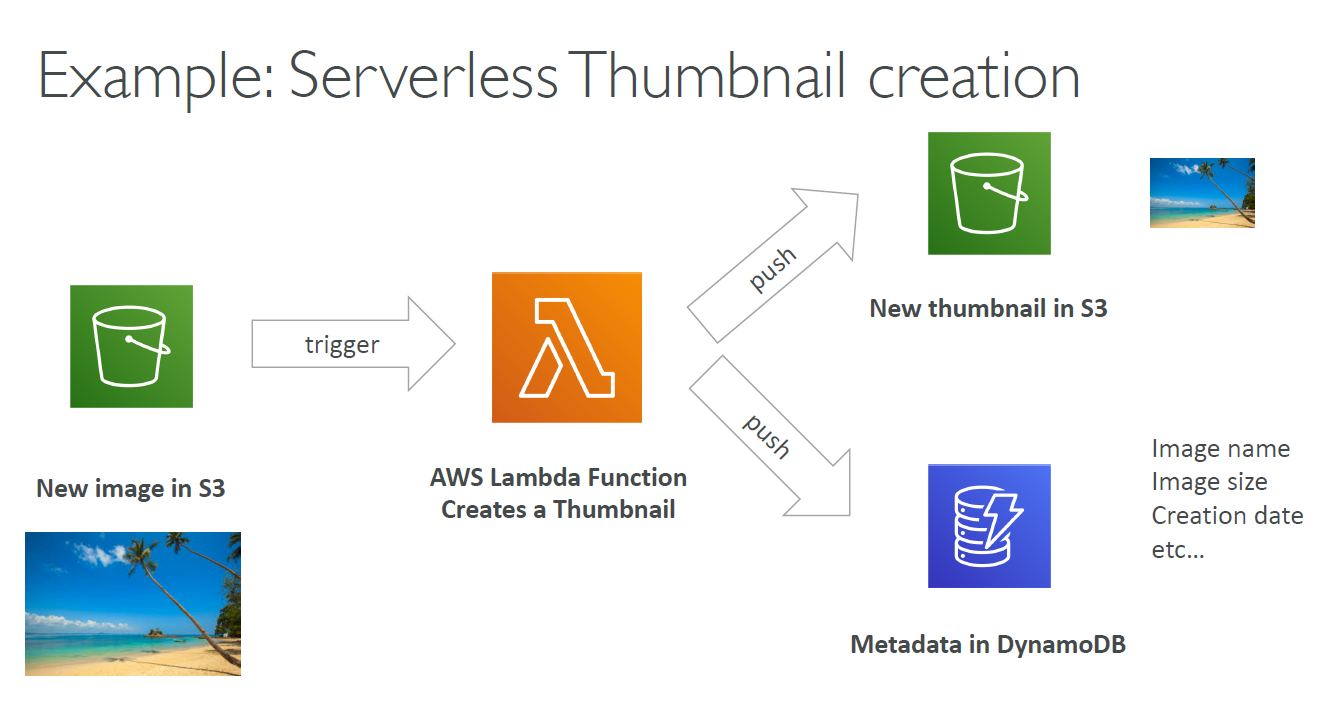 Example: Serverless Thumbnail creation
trigger
push
push
New image in S3
AWS Lambda Function
Creates a Thumbnail
New thumbnail in S3
Image name
Image size
Creation date
etc...
Metadata in DynamoDB